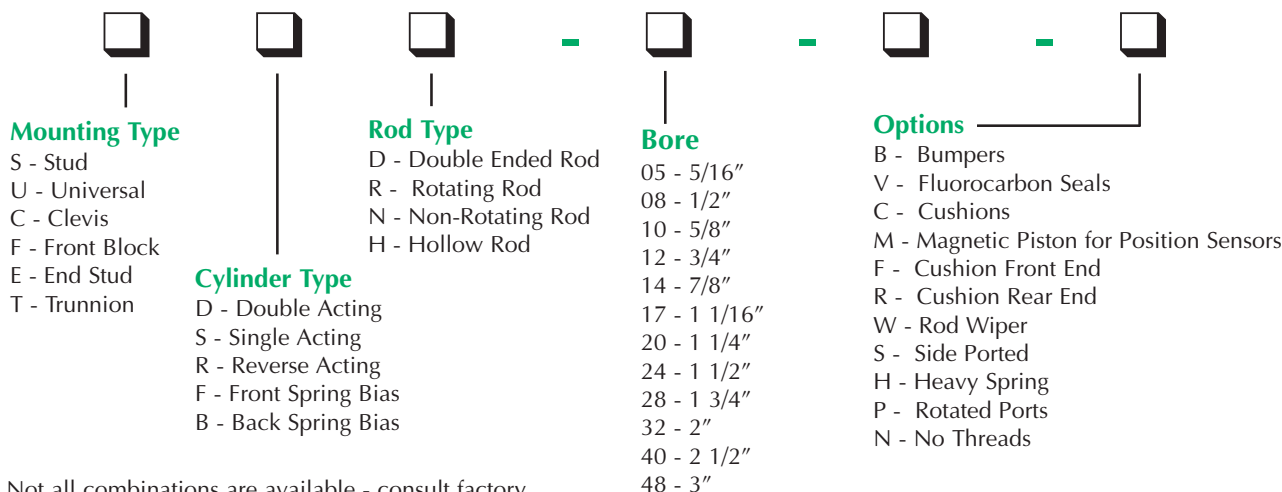 Mounting Type
S - Stud
U - Universal
C - Clevis
F - Front Block
E - End Stud
T - Trunnion
Cylinder Type
D - Double Acting
S - Single Acting
R - Reverse Acting
F - Front Spring Bias
B - Back Spring Bias
Rod Type
D - Double Ended Rod
R - Rotating Rod
N - Non-Rotating Rod
H - Hollow Rod
Bore
05 - 5/16"
08 - 1/2"
10 - 5/8"
12 - 3/4"
14 - 7/8"
17 - 1 1/16"
20 - 1 1/4"
24 - 1 1/2"
28 - 1 3/4"
32 - 2"
40 - 2 1/2"
48 - 3"
Options
B - Bumpers
V - Fluorocarbon Seals
C - Cushions
M - Magnetic Piston for Position Sensors
F - Cushion Front End
R - Cushion Rear End
W - Rod Wiper
S - Side Ported
H - Heavy Spring
P - Rotated Ports
N - No Threads
Not all combinations are available - consult factory